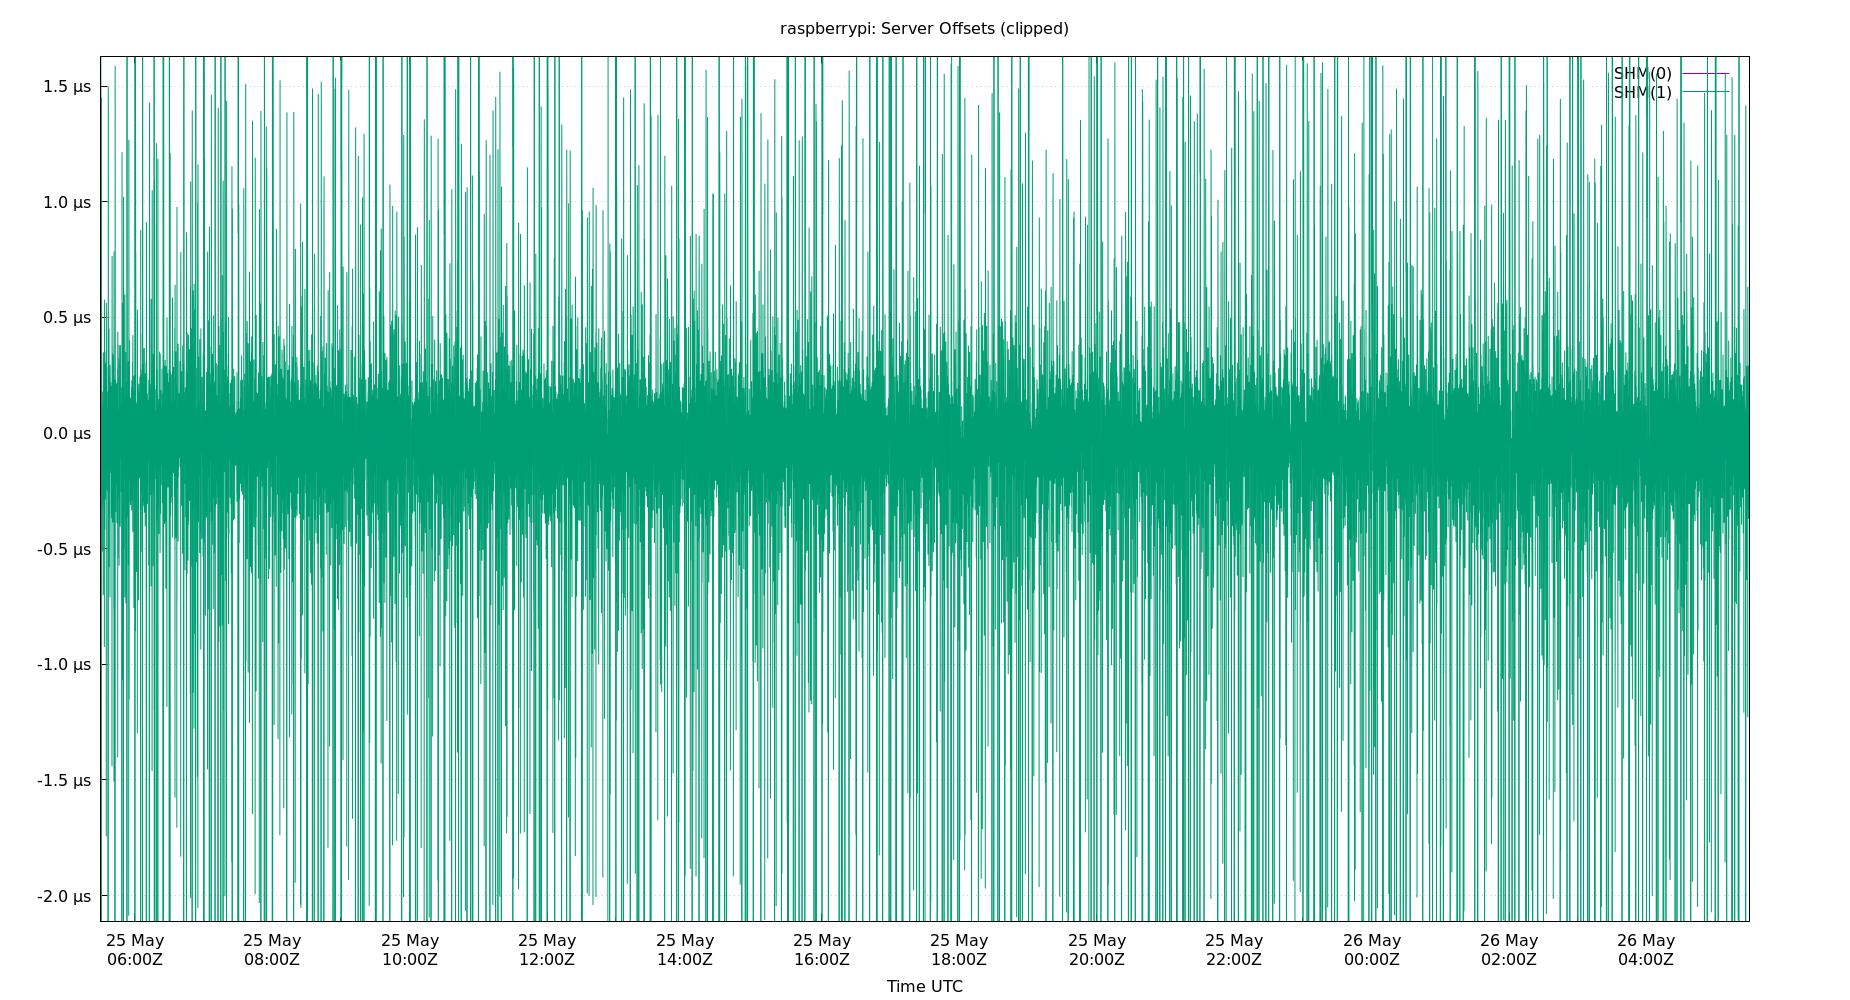 raspberrypi: Server Offsets (clipped)
SHM(0)
SHM(1)
1.5 µs
1.0 µs
0.5 µs
0.0 µs
-0.5 µs
-1.0 µs
-1.5 µs
-2.0 µs
25 May 25 May 25 May 25 May 25 May 25 May 25 May 25 May 25 May 26 May 26 May 26 May
06:00Z 08:00Z 10:00Z 12:00Z 14:00Z 16:00Z 18:00Z 20:00Z 22:00Z 00:00Z 02:00Z 04:00Z
Time UTC